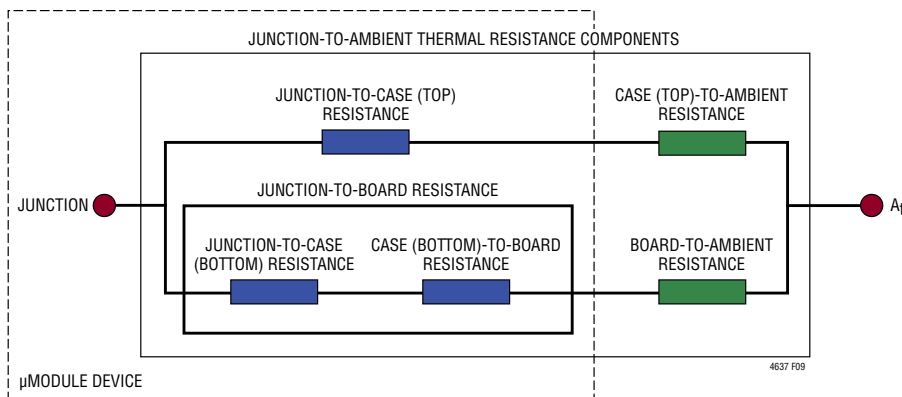 JUNCTION-TO-AMBIENT THERMAL RESISTANCE COMPONENTS
JUNCTION-TO-CASE (TOP)
RESISTANCE
CASE (TOP)-TO-AMBIENT
RESISTANCE
JUNCTION-TO-BOARD RESISTANCE
JUNCTION
JUNCTION-TO-CASE
(BOTTOM) RESISTANCE
CASE (BOTTOM)-TO-BOARD
RESISTANCE
BOARD-TO-AMBIENT
RESISTANCE
4637 F09
µMODULE DEVICE